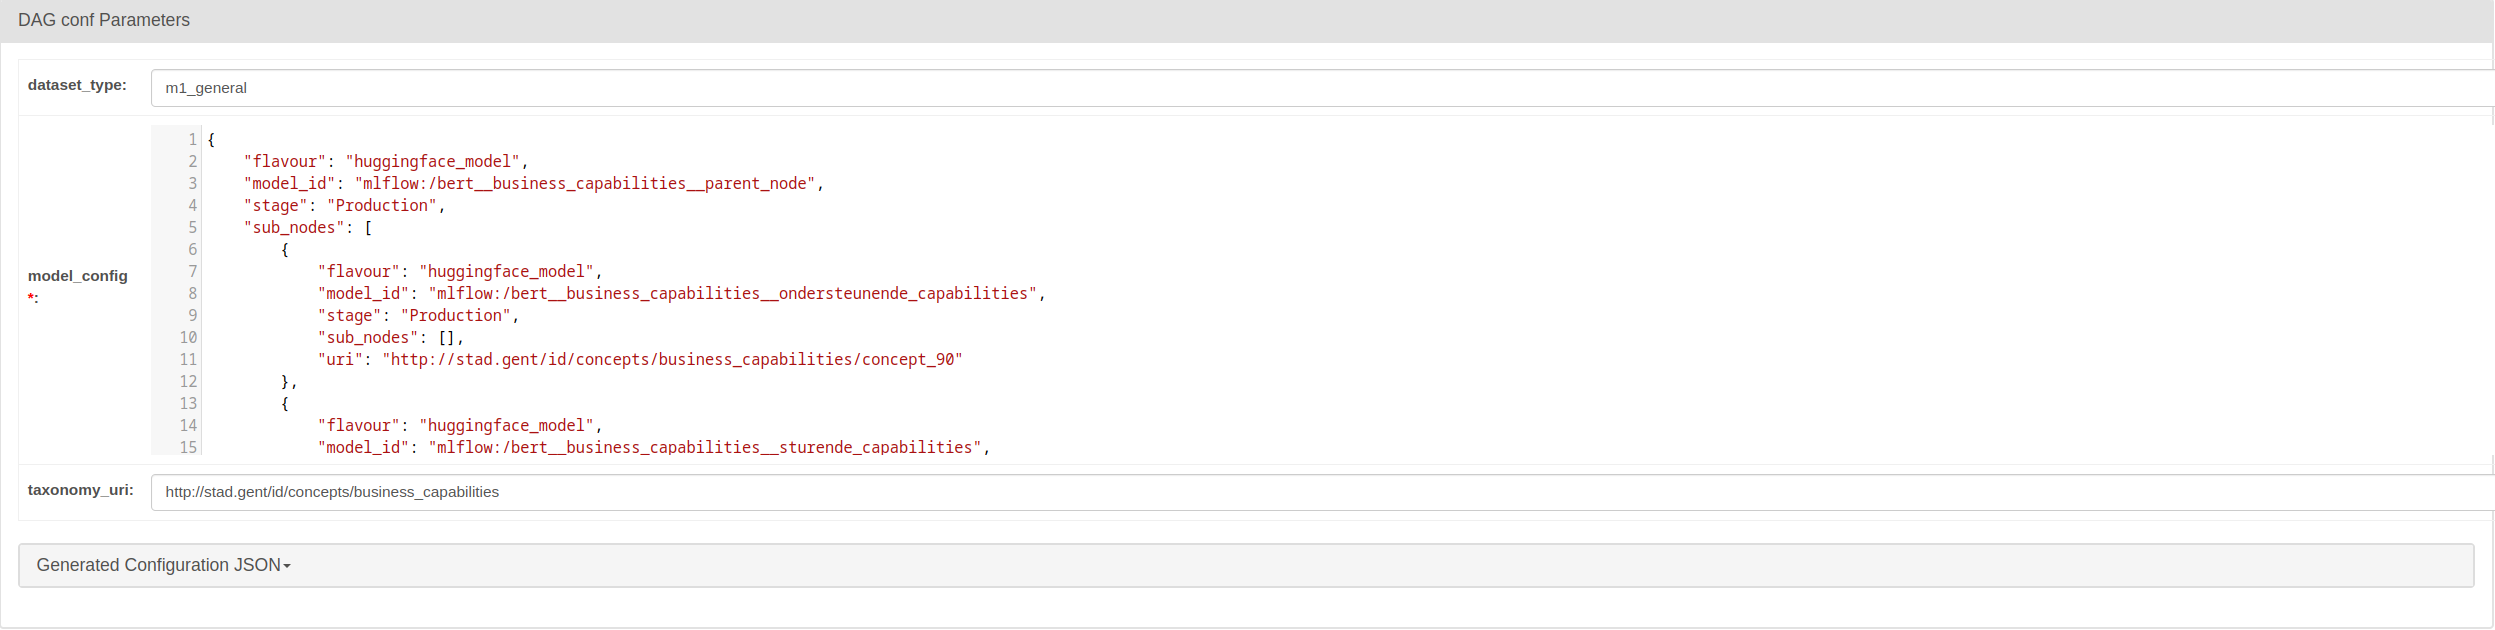 DAG conf Parameters
dataset_type:
m1_general
model_config
*:
1 {
2     "flavour": "huggingface_model",
3     "model_id": "mlflow:/bert__business_capabilities__parent_node",
4     "stage": "Production",
5     "sub_nodes": [
6         {
7             "flavour": "huggingface_model",
8             "model_id": "mlflow:/bert__business_capabilities__ondersteunende_capabilities",
9             "stage": "Production",
10             "sub_nodes": [],
11             "uri": "http://stad.gent/id/concepts/business_capabilities/concept_90"
12         },
13         {
14             "flavour": "huggingface_model",
15             "model_id": "mlflow:/bert__business_capabilities__sturende_capabilities",
taxonomy_uri:
http://stad.gent/id/concepts/business_capabilities
Generated Configuration JSON